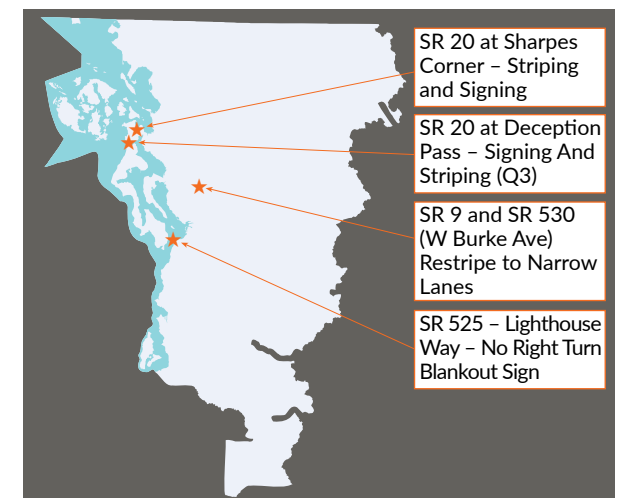 SR 20 at Sharpes
Corner – Striping
and Signing
SR 20 at Deception
Pass – Signing And
Striping (Q3)
SR 9 and SR 530
(W Burke Ave)
Restripe to Narrow
Lanes
SR 525 – Lighthouse
Way – No Right Turn
Blankout Sign